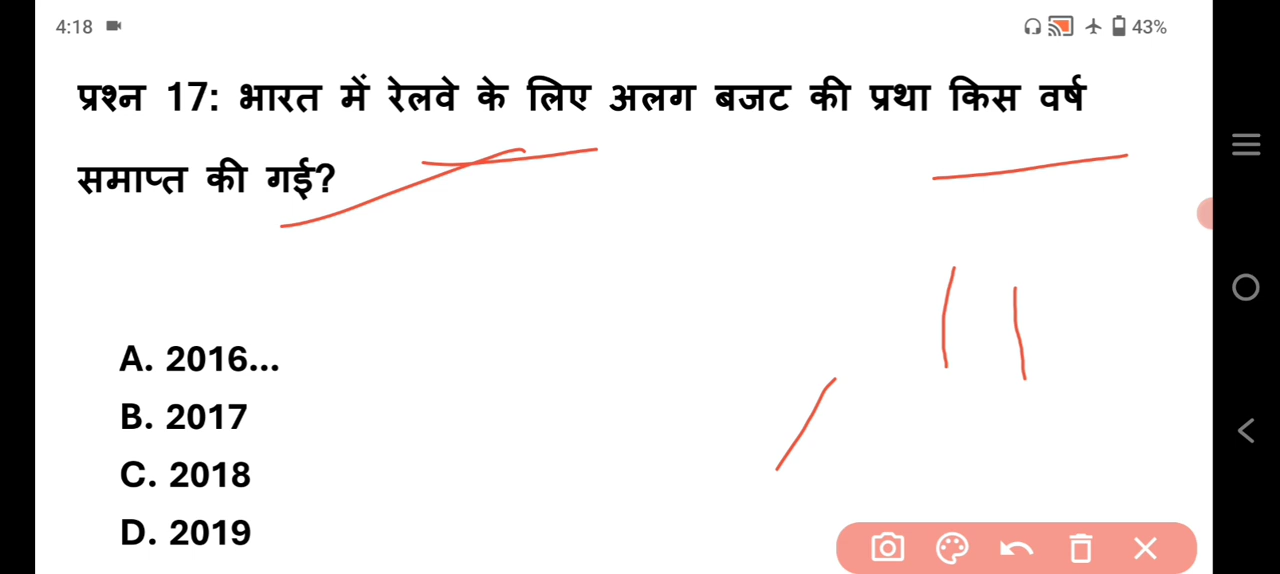 4:18
43%
प्रश्न 17: भारत में रेलवे के लिए अलग बजट की प्रथा किस वर्ष
समाप्त की गई?
A. 2016...
B. 2017
C. 2018
D. 2019